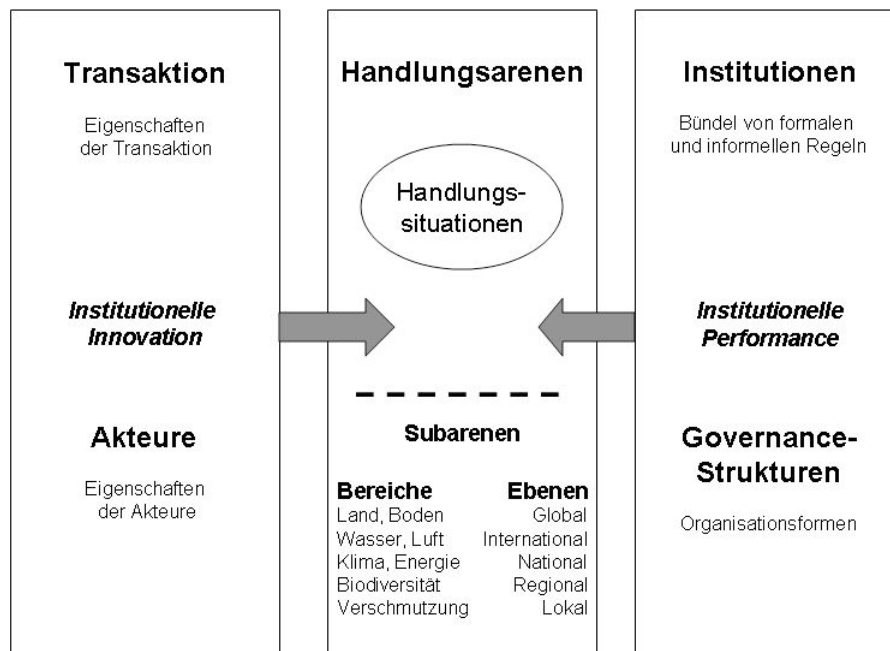 Transaktion
Eigenschaften
der Transaktion
Institutionelle
Innovation
Akteure
Eigenschaften
der Akteure
Handlungsarenen
Handlungs-
situationen
Subarenen
Bereiche Ebenen
Land, Boden Global
Wasser, Luft International
Klima, Energie National
Biodiversität Regional
Verschmutzung Lokal
Institutionen
Bündel von formalen
und informellen Regeln
Institutionelle
Performance
Governance-
Strukturen
Organisationsformen